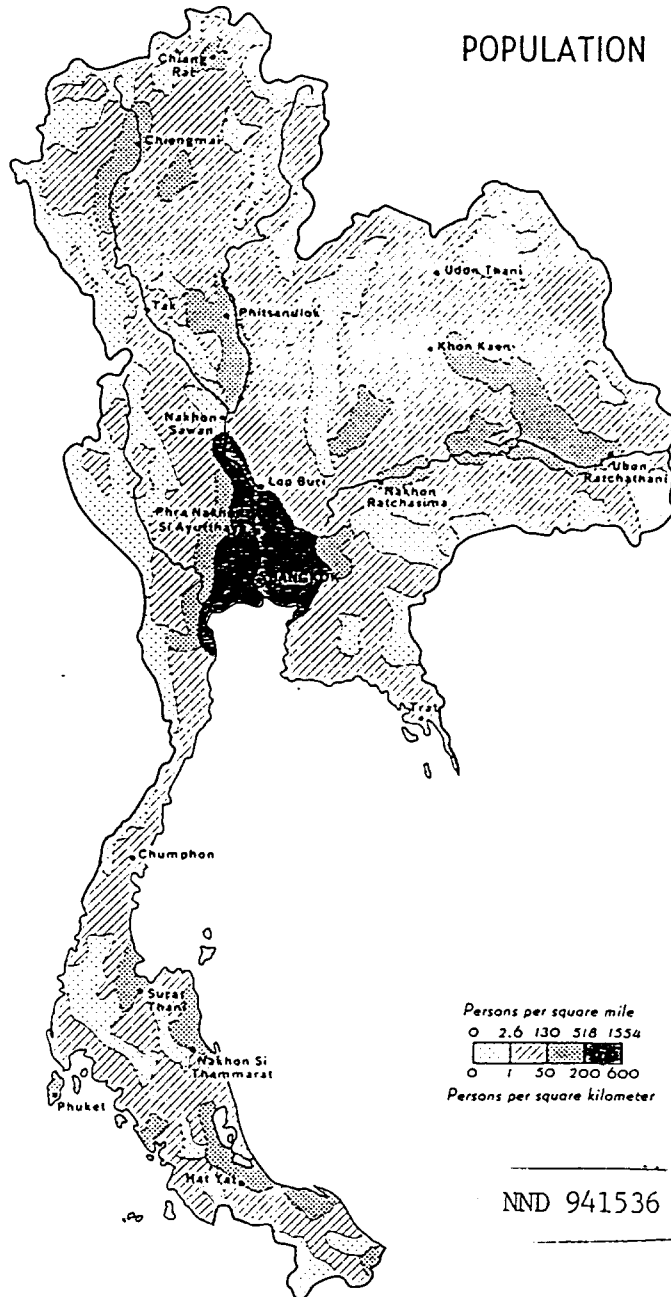 POPULATION
Chiang
Rai
Chiengmai
Udon Thani
Tak
Phitsanulok
Khon Kaen
Nakhon
Sawan
Lop Buri
Ubon
Ratchathani
Nakhon
Ratchasima
Phra Nakhon
Si Ayutthaya
BANGKOK
Trat
Chumphon
Surat
Thani
Nakhon Si
Thammarat
Phuket
Hat Yai
Persons per square mile
0 2.6 130 518 1554
0 1 50 200 600
Persons per square kilometer
NND 941536